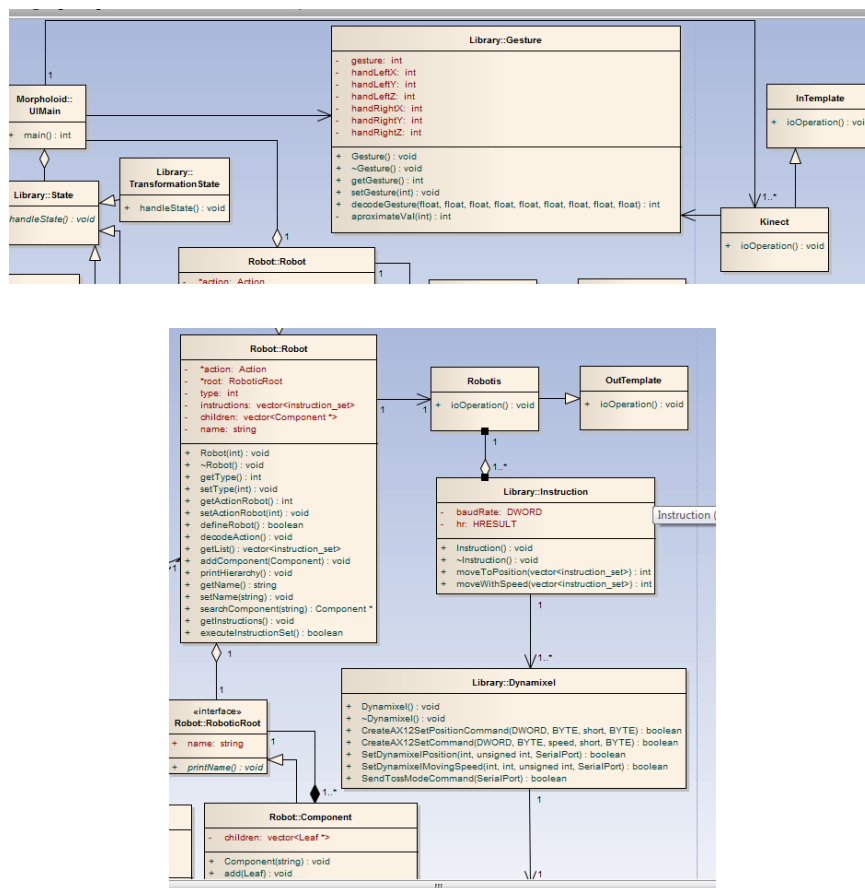 1
Library::Gesture
- gesture: int
- handLeftX: int
- handLeftY: int
- handLeftZ: int
- handRightX: int
- handRightY: int
- handRightZ: int
+ Gesture() : void
+ ~Gesture() : void
+ getGesture() : int
+ setGesture(int) : void
+ decodeGesture(float, float, float, float, float, float, float, float) : int
- aproximateVal(int) : int
Morpholoid::
UIMain
+ main() : int
InTemplate
+ ioOperation() : voi
Library::
TransformationState
+ handleState() : void
Library::State
handleState() : void
1..*
Kinect
+ ioOperation() : void
1
Robot::Robot
- *action: Action
1
Robot::Robot
- *action: Action
- *root: RoboticRoot
- type: int
- instructions: vector<instruction_set>
- children: vector<Component *>
- name: string
+ Robot(int) : void
+ ~Robot() : void
+ getType() : int
+ setType(int) : void
+ getActionRobot() : int
+ setActionRobot(int) : void
+ defineRobot() : boolean
+ decodeAction() : void
+ getList() : vector<instruction_set>
+ addComponent(Component) : void
+ printHierarchy() : void
+ getName() : string
+ setName(string) : void
+ searchComponent(string) : Component *
+ getInstructions() : void
+ executeInstructionSet() : boolean
1
1
Robotis
+ ioOperation() : void
OutTemplate
+ ioOperation() : void
1
1..*
Library::Instruction
- baudRate: DWORD
- hr: HRESULT
+ Instruction() : void
+ ~Instruction() : void
+ moveToPosition(vector<instruction_set>) : int
+ moveWithSpeed(vector<instruction_set>) : int
Instruction (
1
1
1..*
Library::Dynamixel
+ Dynamixel() : void
+ ~Dynamixel() : void
+ CreateAX12SetPositionCommand(DWORD, BYTE, short, BYTE) : boolean
+ CreateAX12SetCommand(DWORD, BYTE, speed, short, BYTE) : boolean
+ SetDynamixelPosition(int, unsigned int, SerialPort) : boolean
+ SetDynamixelMovingSpeed(int, int, unsigned int, SerialPort) : boolean
+ SendTossModeCommand(SerialPort) : boolean
1
1
1
1
«interface»
Robot::RoboticRoot
+ name: string
+ printName() : void
1
1..*
Robot::Component
- children: vector<Leaf *>
+ Component(string) : void
+ add(Leaf) : void